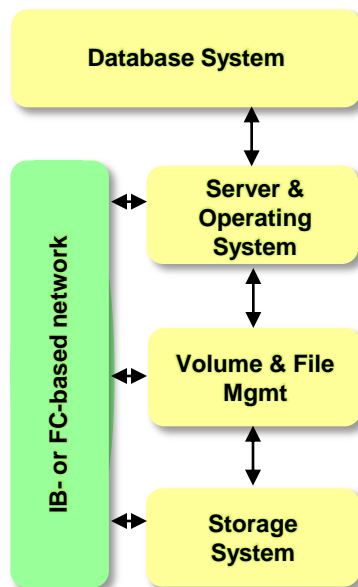 Database System
Server &
Operating
System
IB- or FC-based network
Volume & File
Mgmt
Storage
System